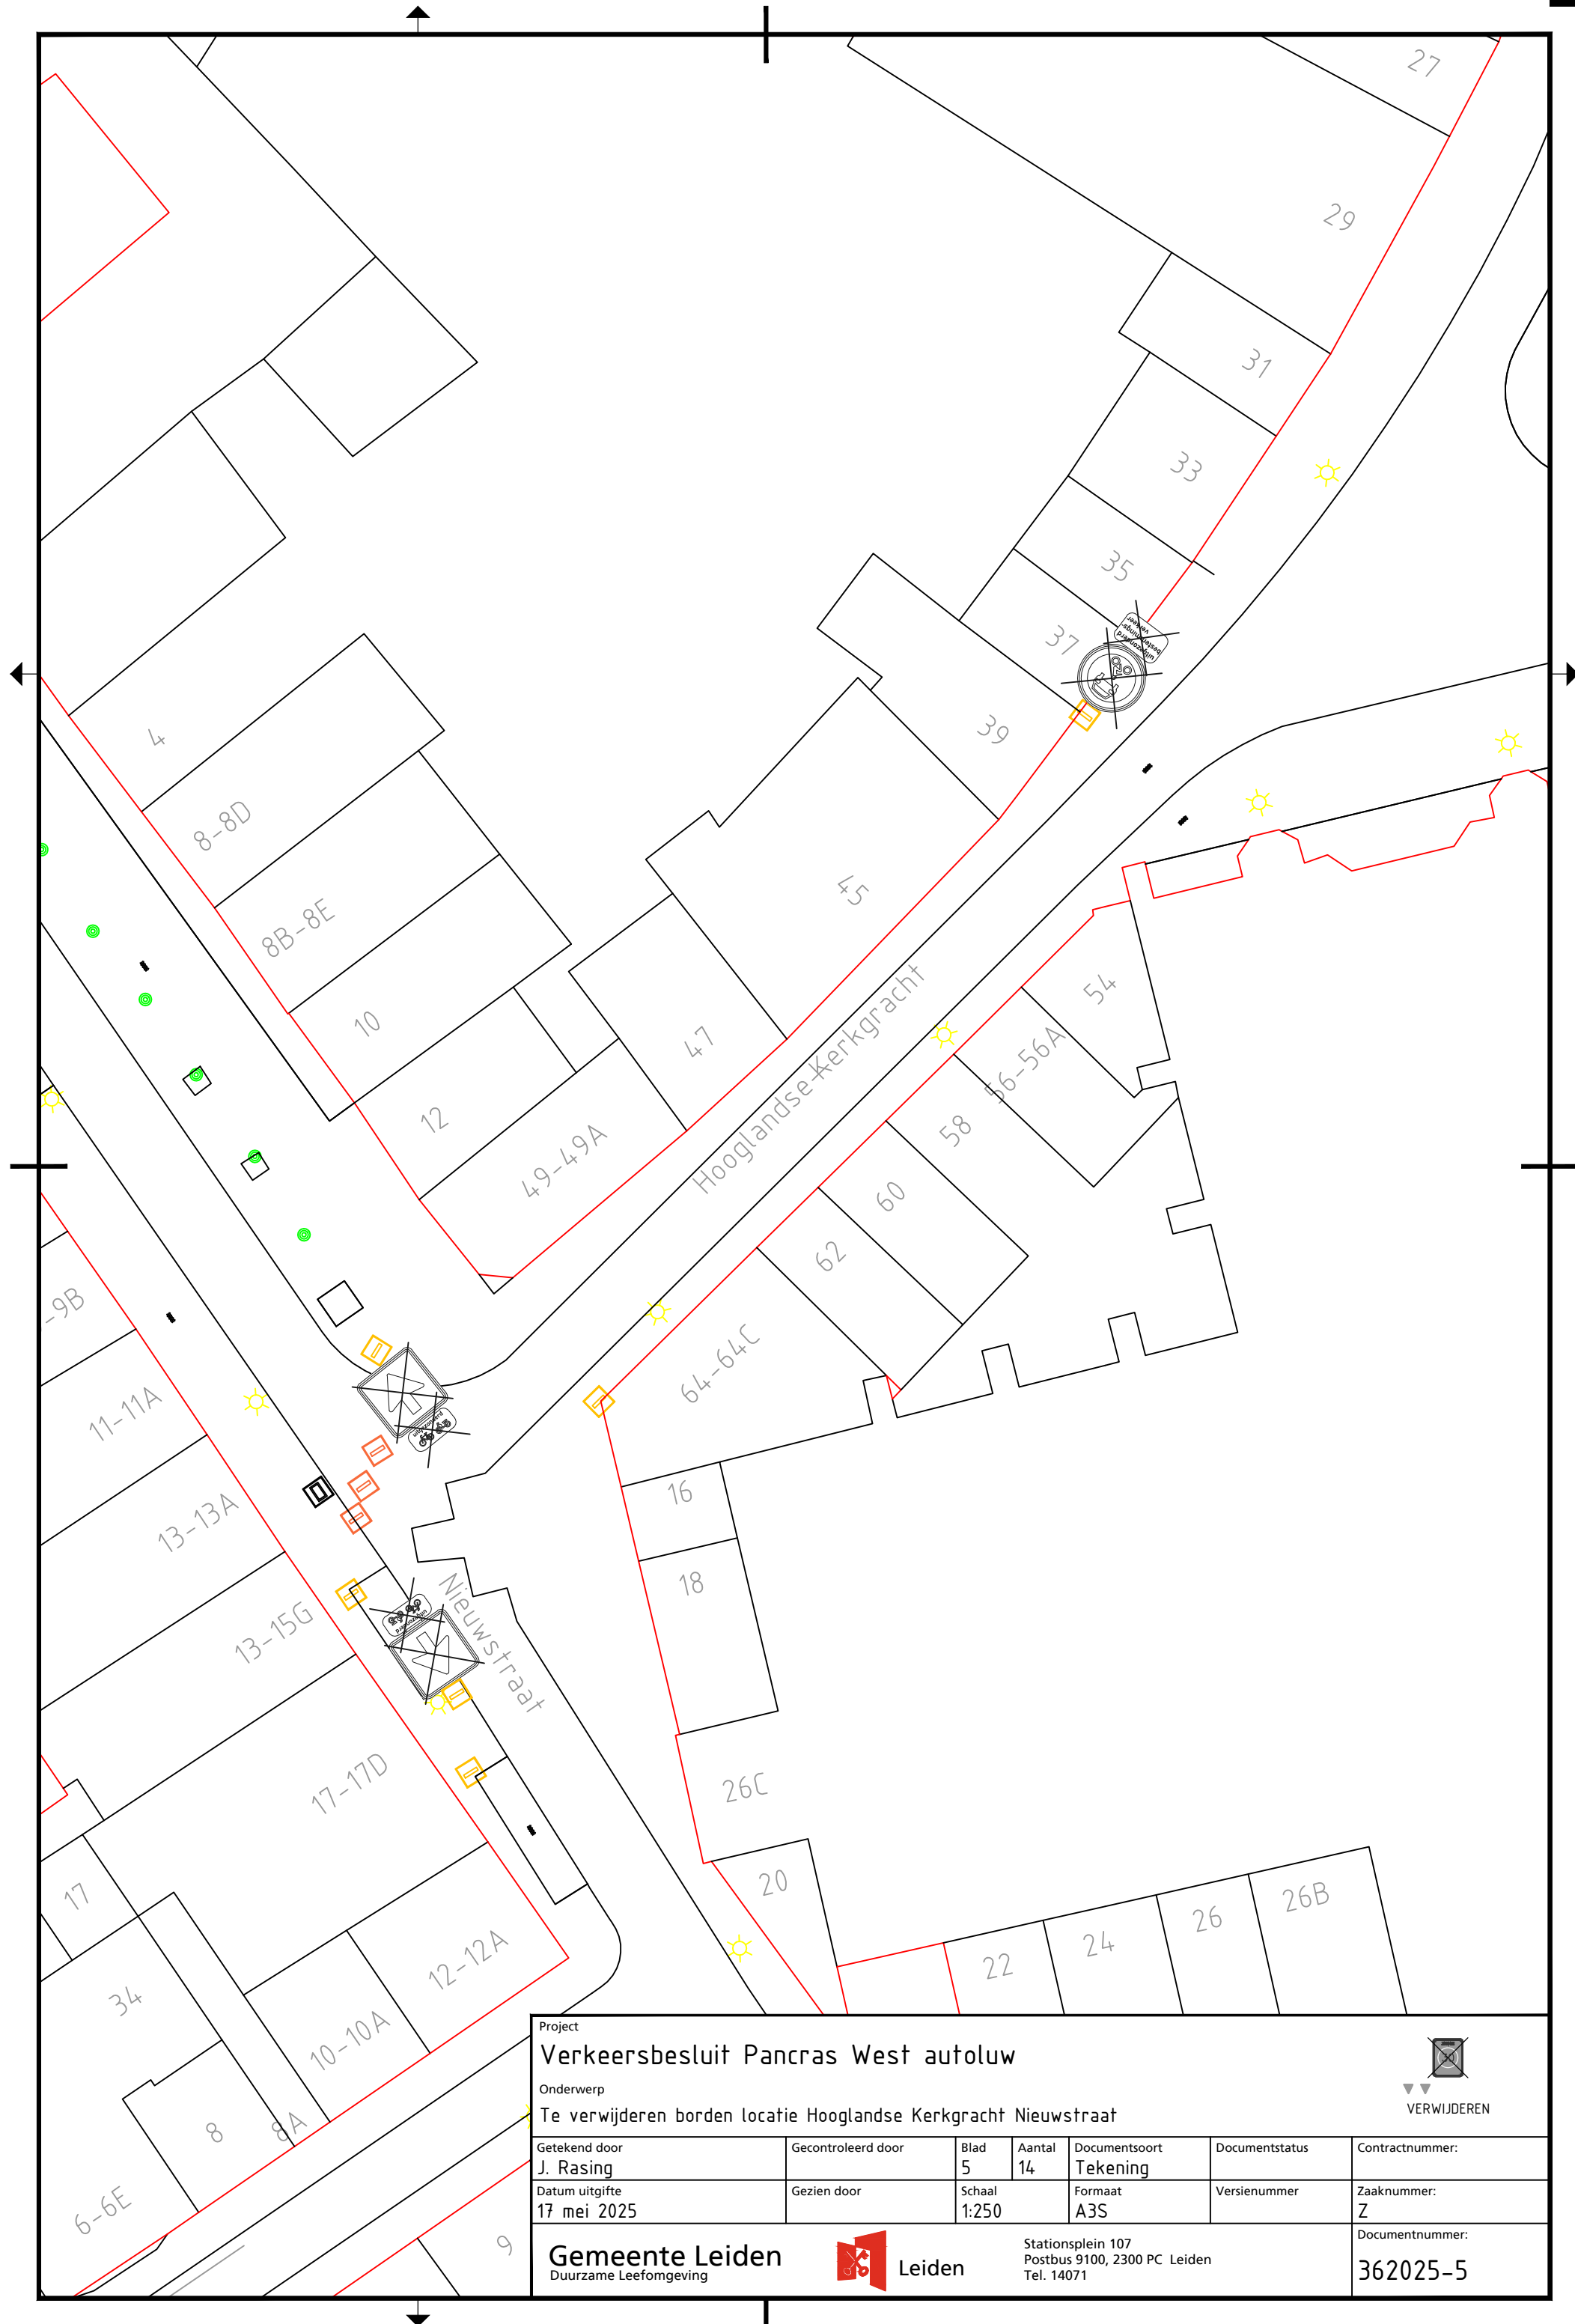 27
29
31
33
35
37
uitgezonderd
bestemmings-
verkeer
39
45
47
49-49A
Hooglandse Kerkgracht
4
8-8D
8B-8E
10
12
54
56-56A
58
60
62
64-64C
-9B
11-11A
13-13A
13-15G
17-17D
uitgezonderd
uitgezonderd
Nieuwstraat
16
18
26C
20
22
24
26
26B
17
34
12-12A
10-10A
8
8A
6-6E
9
Project
Verkeersbesluit Pancras West autoluw
Onderwerp
Te verwijderen borden locatie Hooglandse Kerkgracht Nieuwstraat
VERWIJDEREN
Getekend door
J. Rasing
Gecontroleerd door
Blad
5
Aantal
14
Documentsoort
Tekening
Documentstatus
Contractnummer:
Datum uitgifte
17 mei 2025
Gezien door
Schaal
1:250
Formaat
A3S
Versienummer
Zaaknummer:
Z
Gemeente Leiden
Duurzame Leefomgeving
Leiden
Stationsplein 107
Postbus 9100, 2300 PC Leiden
Tel. 14071
Documentnummer:
362025-5